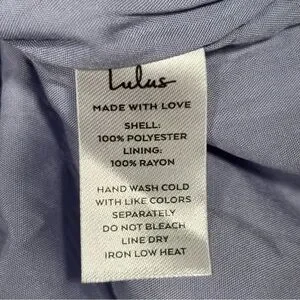 Lulus
MADE WITH LOVE
SHELL:
100% POLYESTER
LINING:
100% RAYON
HAND WASH COLD
WITH LIKE COLORS
SEPARATELY
DO NOT BLEACH
LINE DRY
IRON LOW HEAT